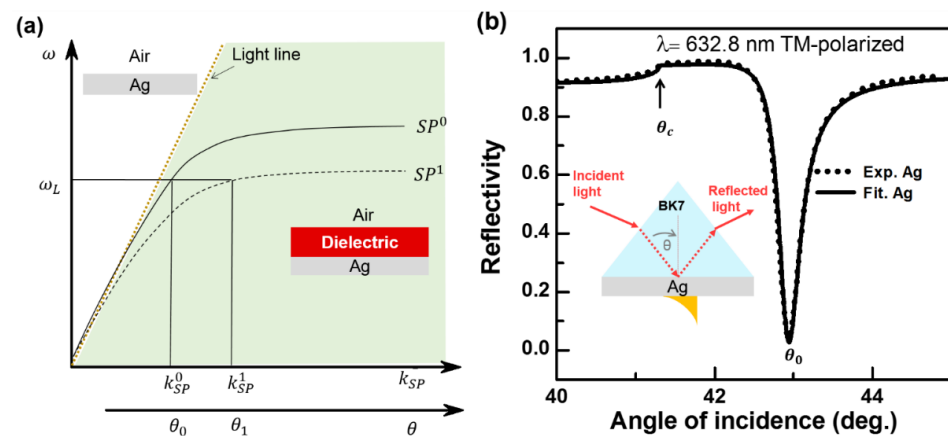 (a)
ω
Air
Ag
Light line
SP⁰
ω_L
SP¹
Air
Dielectric
Ag
k⁰_SP
k¹_SP
k_SP
θ₀
θ₁
θ
(b)
λ= 632.8 nm TM-polarized
1.0
0.8
0.6
0.4
0.2
0.0
Reflectivity
θ_c
Exp. Ag
Fit. Ag
Incident light
Reflected light
BK7
θ
Ag
θ₀
40
42
44
Angle of incidence (deg.)